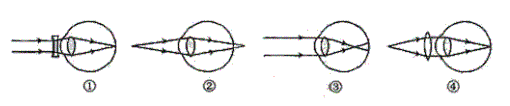 ① ② ③ ④